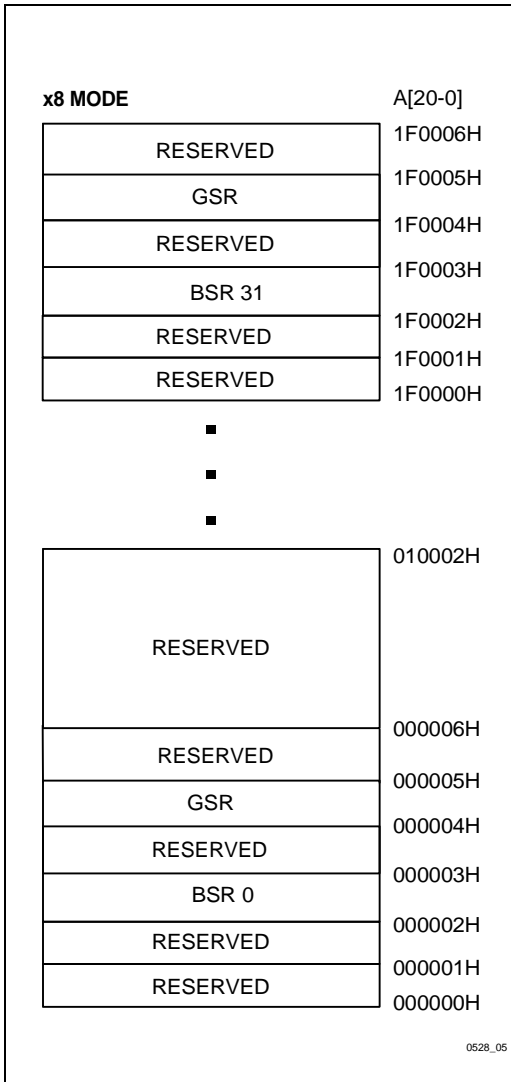 x8 MODE A[20-0]
1F0006H
RESERVED
1F0005H
GSR
1F0004H
RESERVED
1F0003H
BSR 31
1F0002H
RESERVED
1F0001H
RESERVED
1F0000H
010002H
RESERVED
000006H
RESERVED
000005H
GSR
000004H
RESERVED
000003H
BSR 0
000002H
RESERVED
000001H
RESERVED
000000H
0528_05